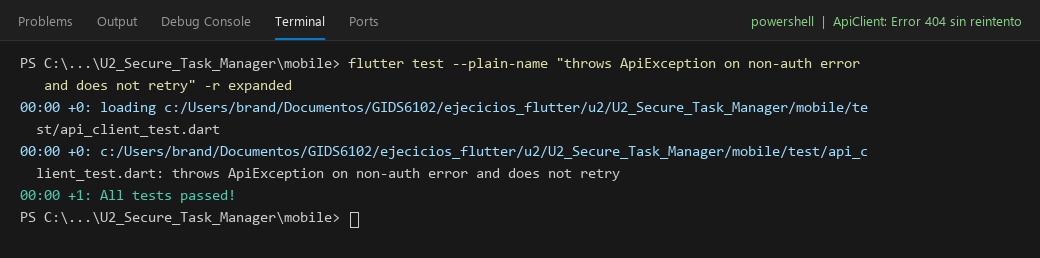 Problems Output Debug Console Terminal Ports powershell | ApiClient: Error 404 sin reintento
PS C:\...\U2_Secure_Task_Manager\mobile> flutter test --plain-name "throws ApiException on non-auth error
and does not retry" -r expanded
00:00 +0: loading c:/Users/brand/Documentos/GIDS6102/ejecicios_flutter/u2/U2_Secure_Task_Manager/mobile/te
st/api_client_test.dart
00:00 +0: c:/Users/brand/Documentos/GIDS6102/ejecicios_flutter/u2/U2_Secure_Task_Manager/mobile/test/api_c
lient_test.dart: throws ApiException on non-auth error and does not retry
00:00 +1: All tests passed!
PS C:\...\U2_Secure_Task_Manager\mobile>